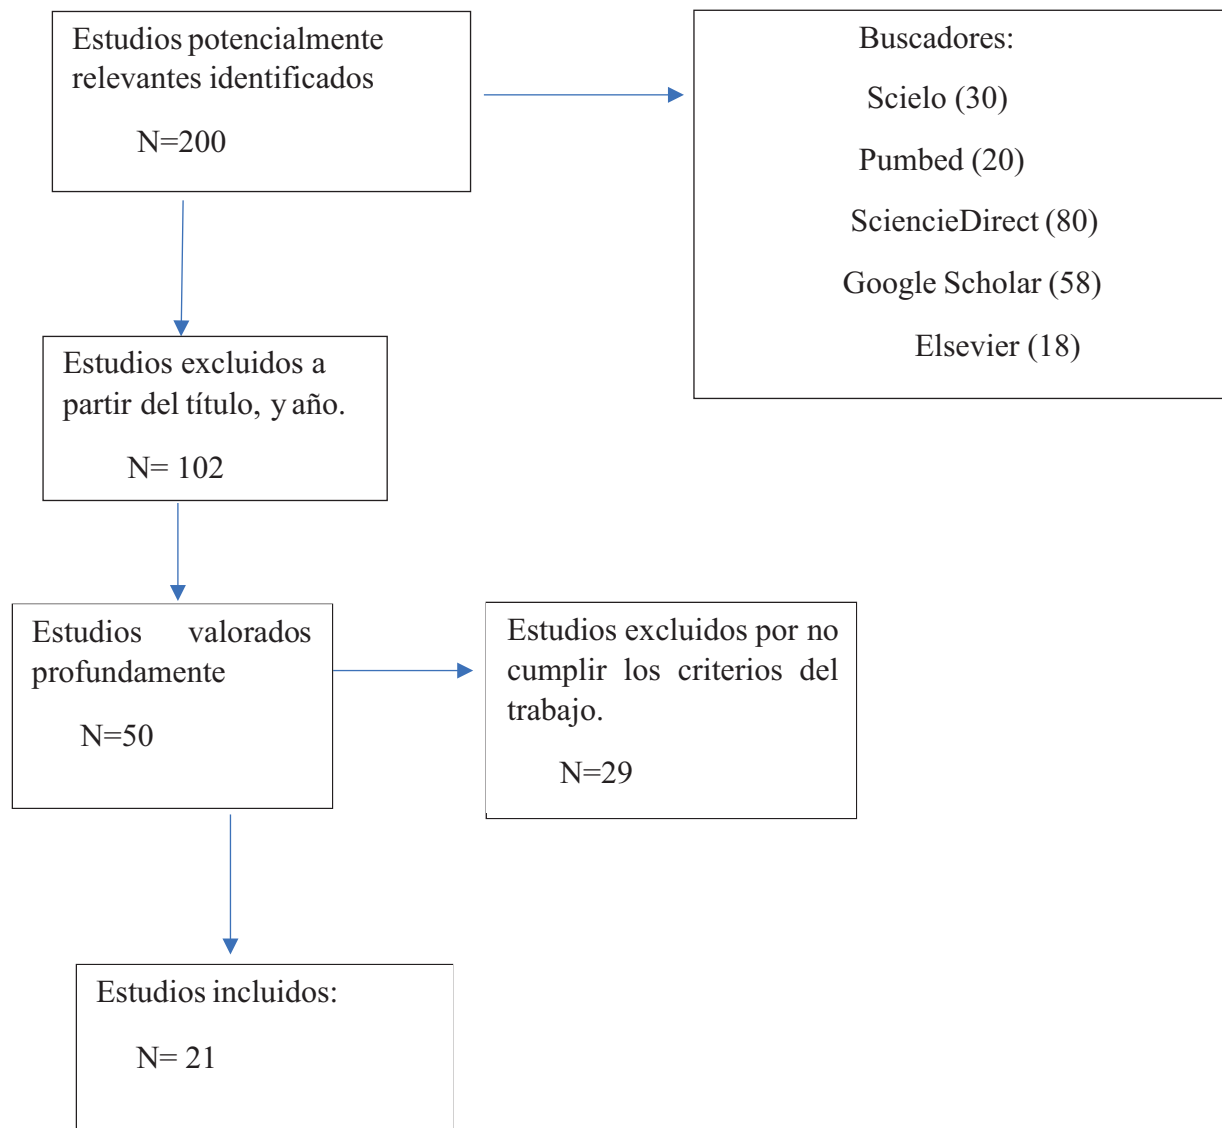 Estudios potencialmente
relevantes identificados
N=200
Buscadores:
Scielo (30)
Pumbed (20)
SciencieDirect (80)
Google Scholar (58)
Elsevier (18)
Estudios excluidos a
partir del título, y año.
N= 102
Estudios valorados
profundamente
N=50
Estudios excluidos por no
cumplir los criterios del
trabajo.
N=29
Estudios incluidos:
N= 21